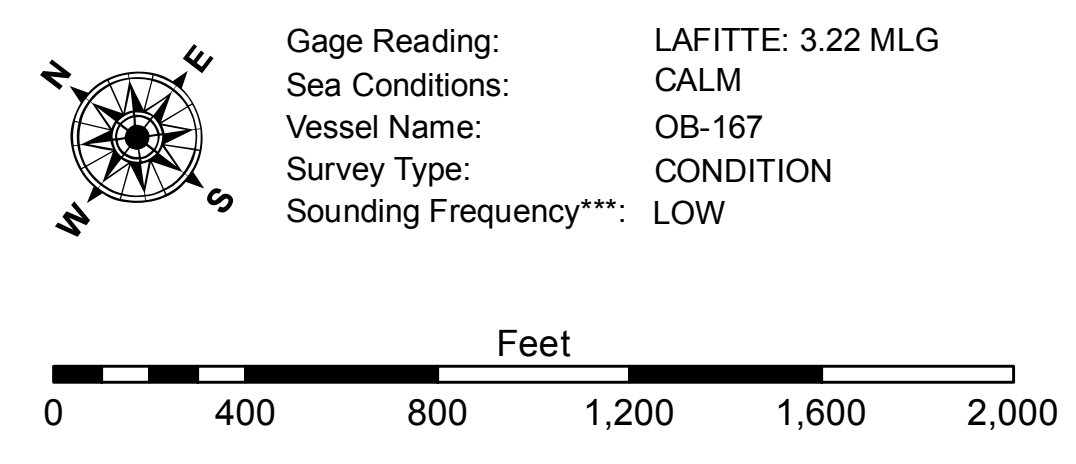 N
E
W
S
Gage Reading: LAFITTE: 3.22 MLG
Sea Conditions: CALM
Vessel Name: OB-167
Survey Type: CONDITION
Sounding Frequency***: LOW
Feet
0 400 800 1,200 1,600 2,000